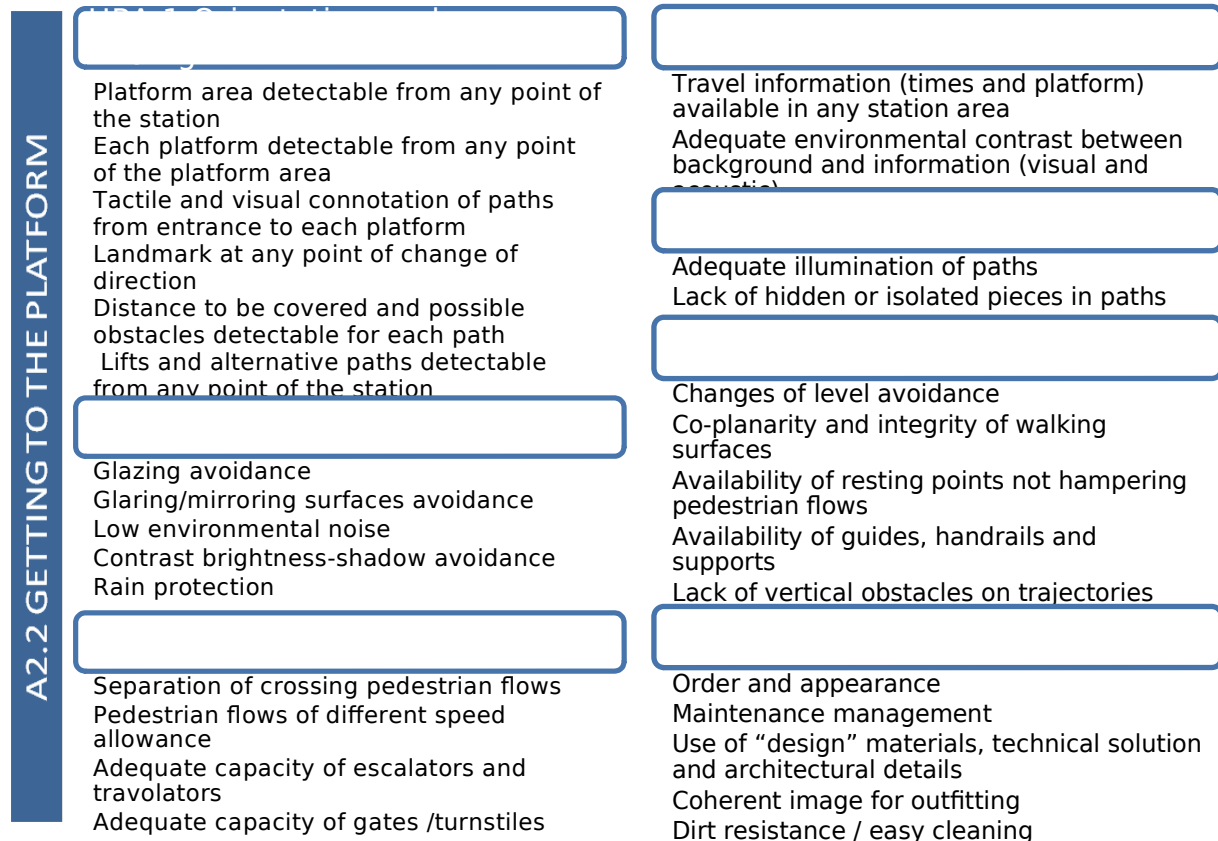 A2.2 GETTING TO THE PLATFORM
Platform area detectable from any point of
the station
Each platform detectable from any point
of the platform area
Tactile and visual connotation of paths
from entrance to each platform
Landmark at any point of change of
direction
Distance to be covered and possible
obstacles detectable for each path
Lifts and alternative paths detectable
from any point of the station
Glazing avoidance
Glaring/mirroring surfaces avoidance
Low environmental noise
Contrast brightness-shadow avoidance
Rain protection
Separation of crossing pedestrian flows
Pedestrian flows of different speed
allowance
Adequate capacity of escalators and
travolators
Adequate capacity of gates /turnstiles
Travel information (times and platform)
available in any station area
Adequate environmental contrast between
background and information (visual and
acoustic)
Adequate illumination of paths
Lack of hidden or isolated pieces in paths
Changes of level avoidance
Co-planarity and integrity of walking
surfaces
Availability of resting points not hampering
pedestrian flows
Availability of guides, handrails and
supports
Lack of vertical obstacles on trajectories
Order and appearance
Maintenance management
Use of “design” materials, technical solution
and architectural details
Coherent image for outfitting
Dirt resistance / easy cleaning